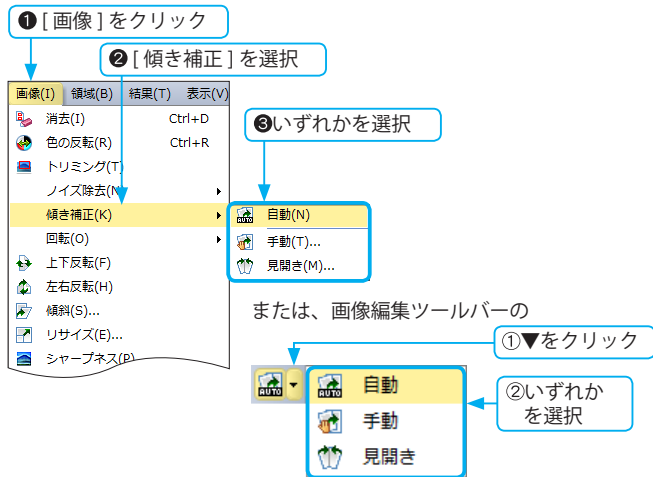 ❶ [ 画像 ] をクリック
❷ [ 傾き補正 ] を選択
画像(I) 領域(B) 結果(T) 表示(V)
消去(I) Ctrl+D
色の反転(R) Ctrl+R
トリミング(T)
ノイズ除去(N)
❸いずれかを選択
傾き補正(K)
自動(N)
回転(O)
手動(T)...
上下反転(F)
見開き(M)...
左右反転(H)
傾斜(S)...
リサイズ(E)...
シャープネス(P)
または、画像編集ツールバーの
①▼をクリック
AUTO
自動
手動
見開き
②いずれか
を選択